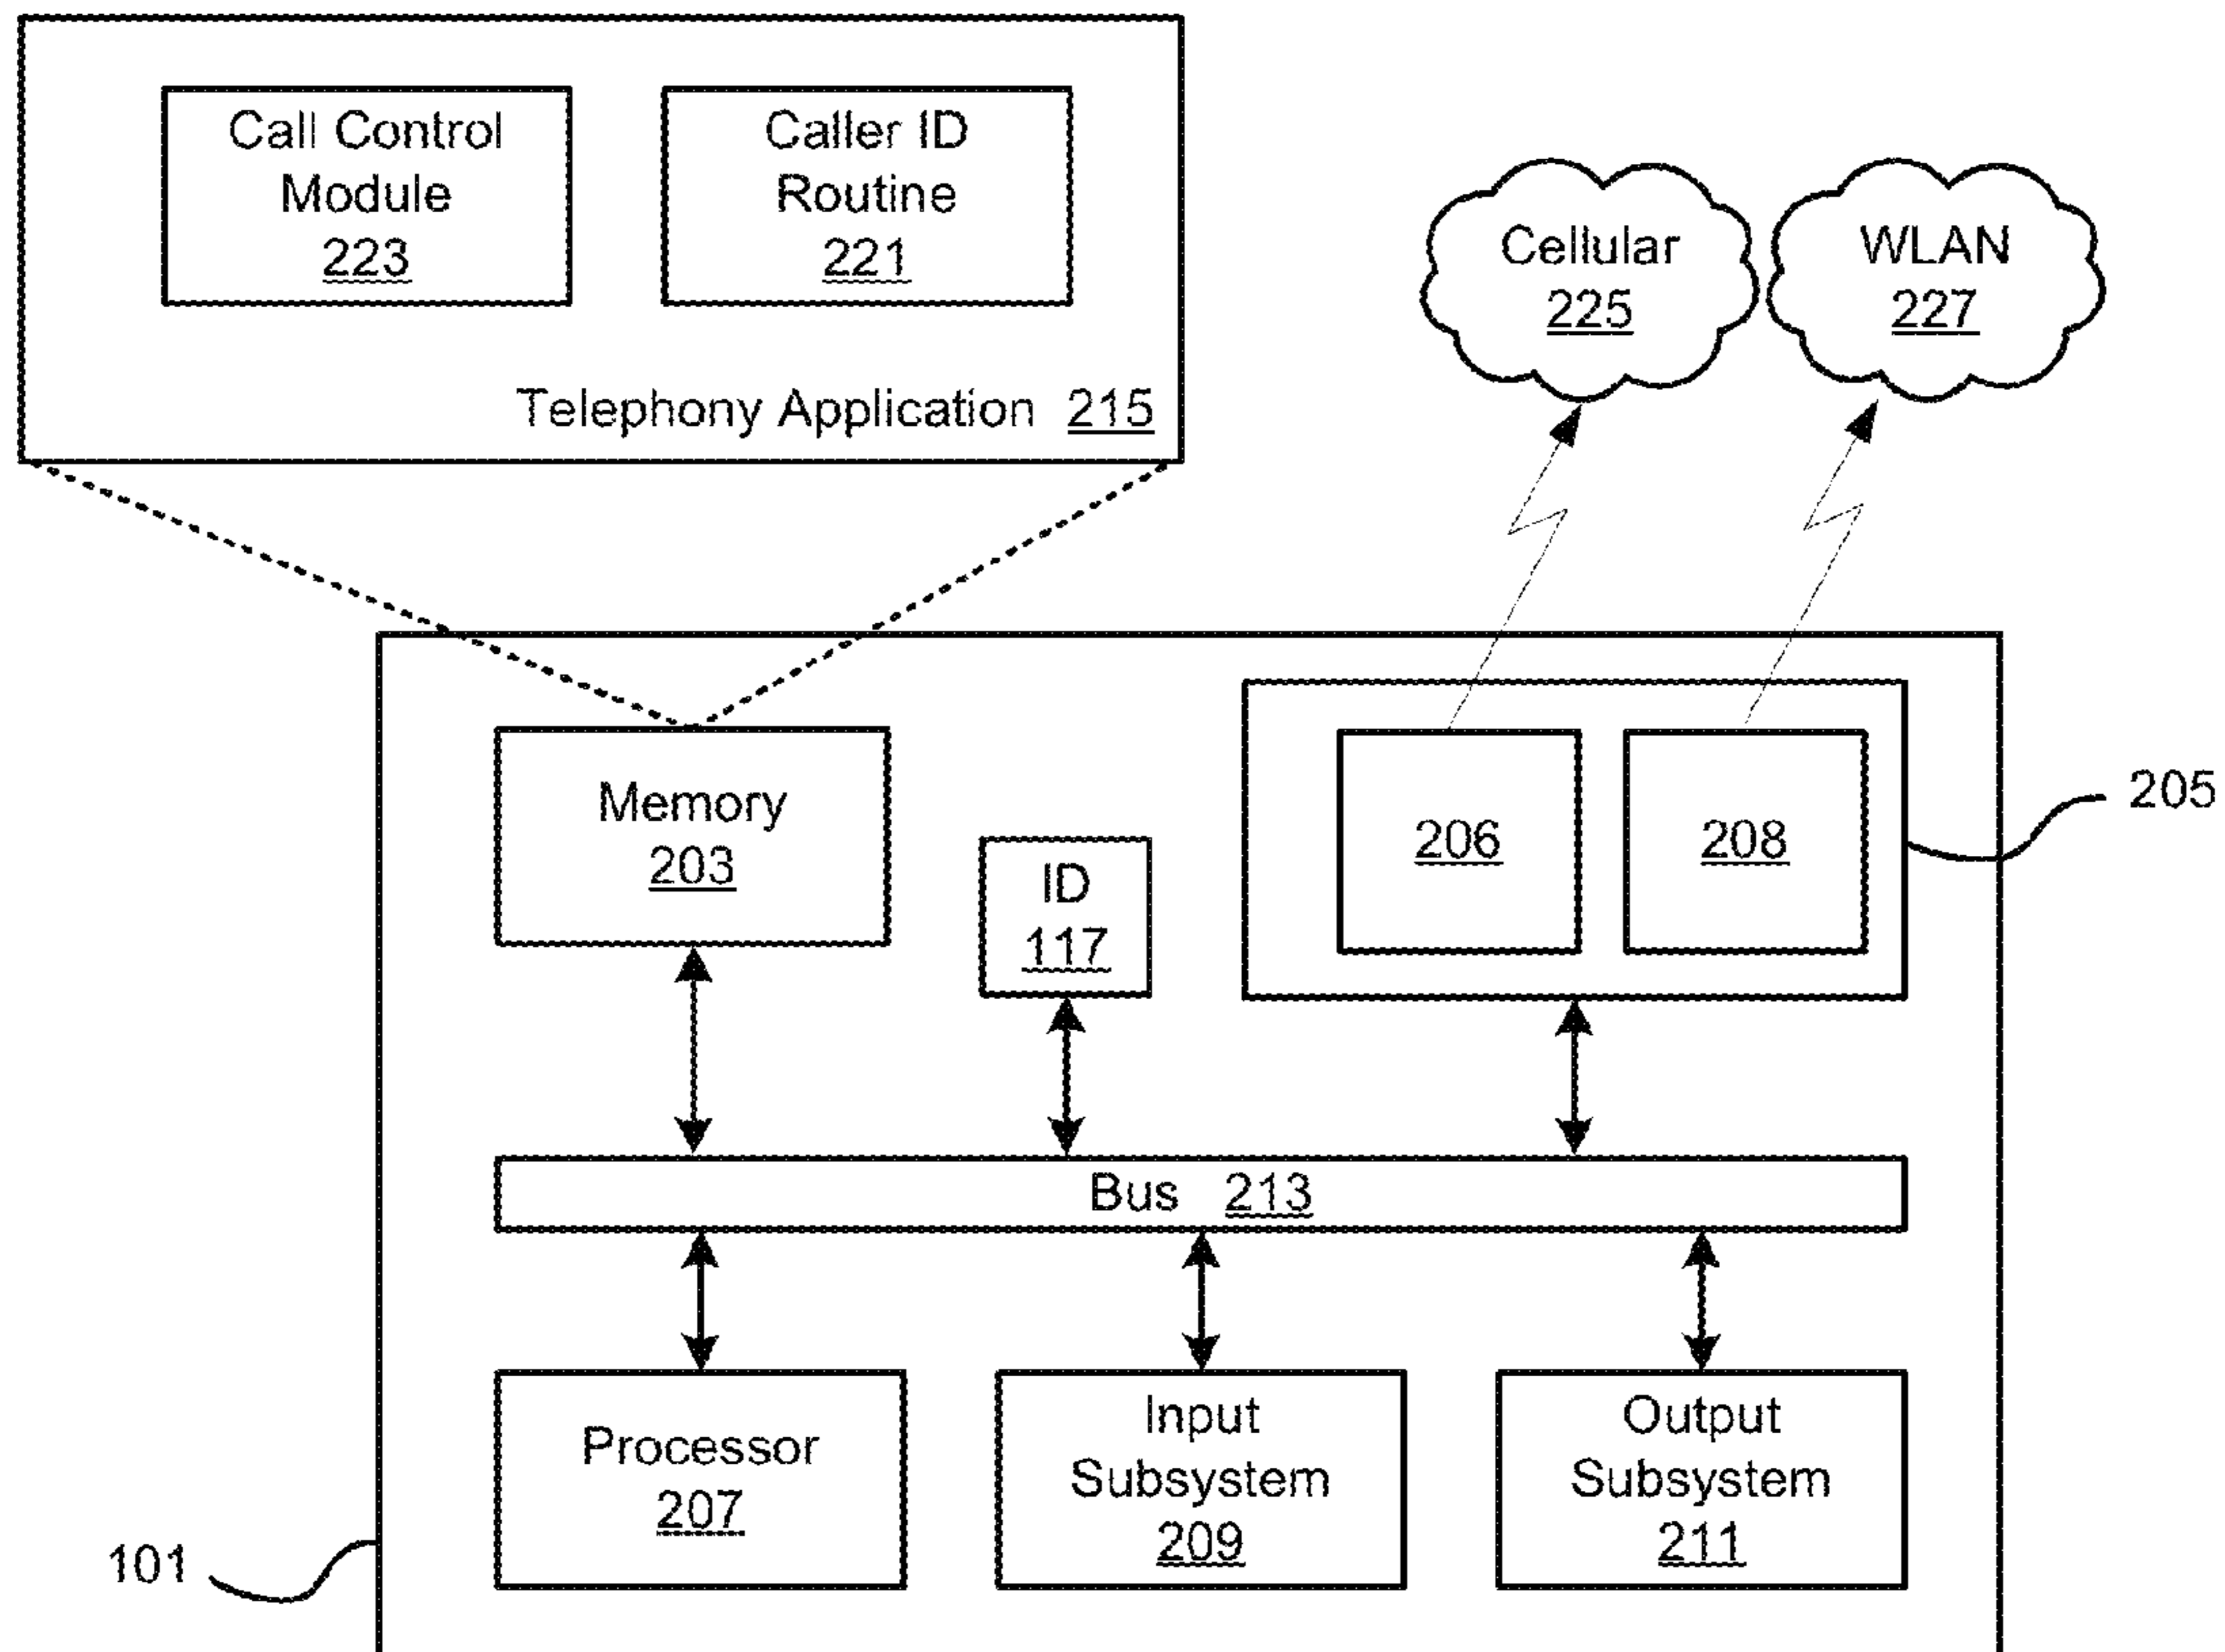 Call Control
Module
223
Caller ID
Routine
221
Telephony Application 215
Cellular
225
WLAN
227
Memory
203
ID
117
206
208
205
Bus 213
Processor
207
Input
Subsystem
209
Output
Subsystem
211
101